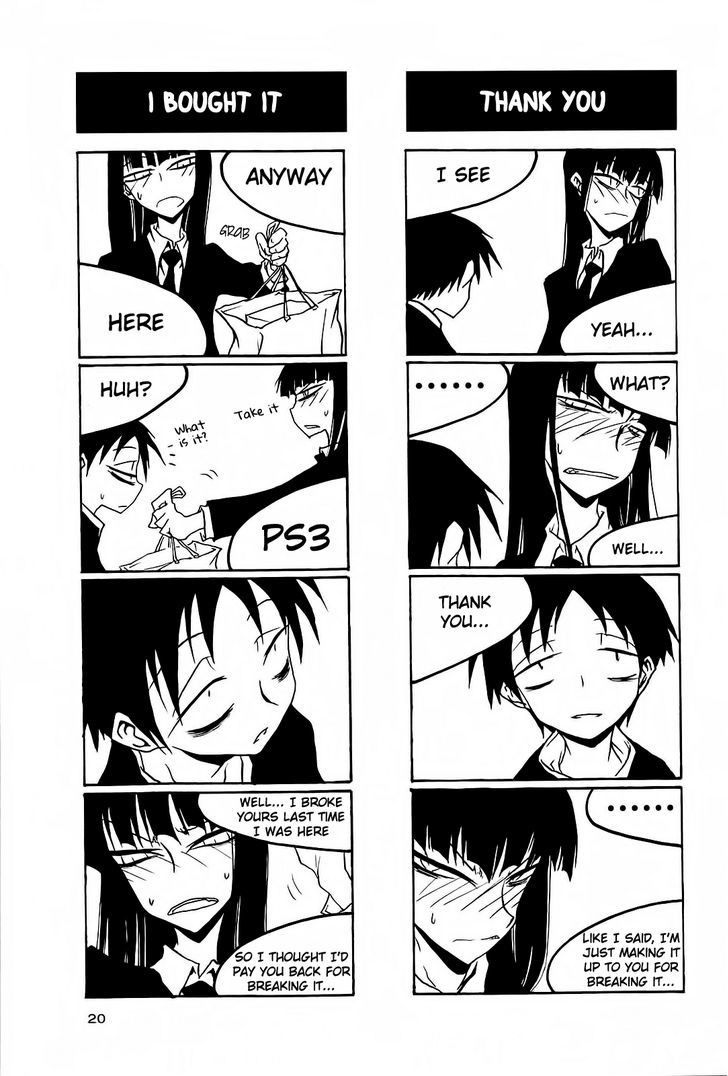 I BOUGHT IT
ANYWAY
GRAB
HERE
HUH?
What
is it?
Take it
PS3
WELL... I BROKE
YOURS LAST TIME
I WAS HERE
SO I THOUGHT I'D
PAY YOU BACK FOR
BREAKING IT...
THANK YOU
I SEE
YEAH...
......
WHAT?
WELL...
THANK
YOU...
......
LIKE I SAID, I'M
JUST MAKING IT
UP TO YOU FOR
BREAKING IT...
20